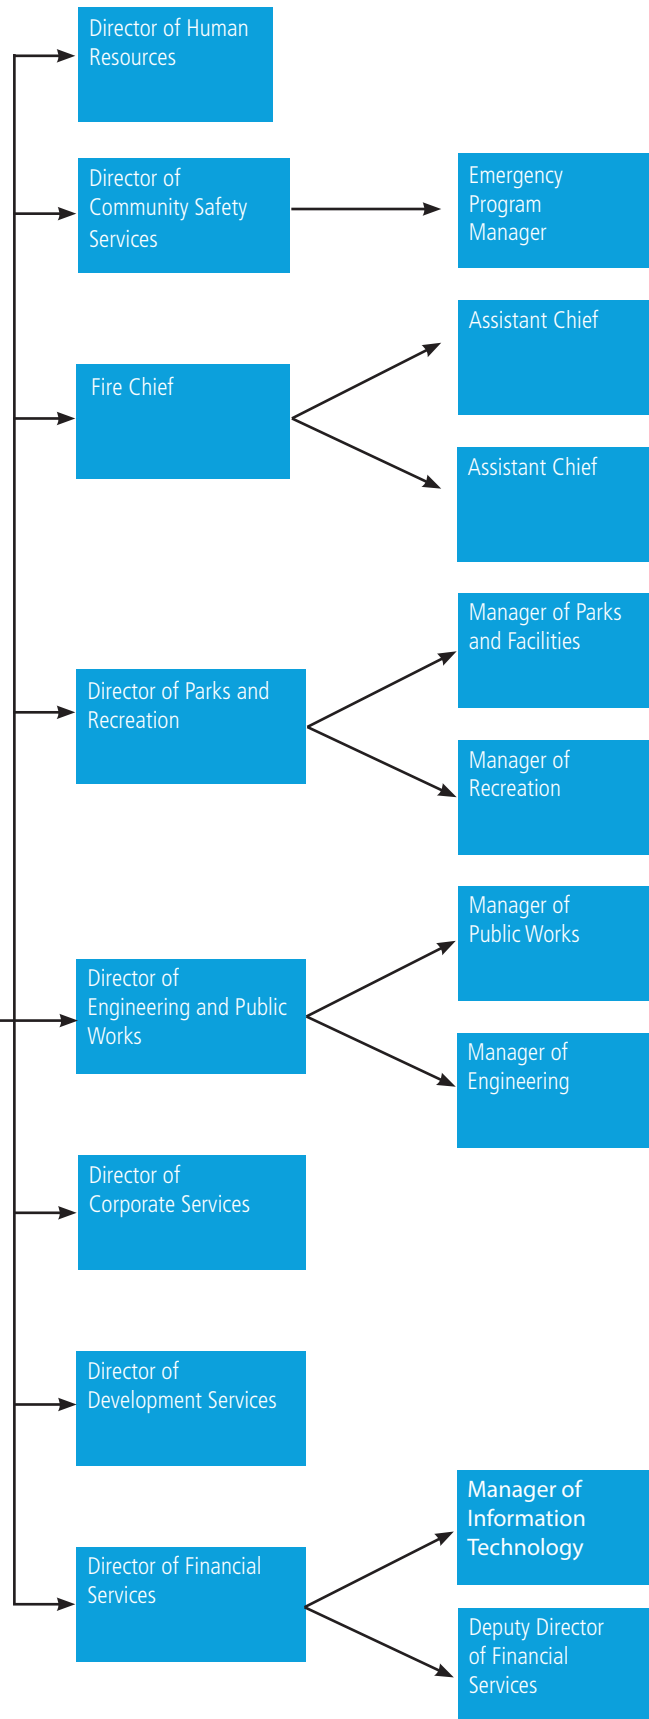 Director of Human
Resources
Director of
Community Safety
Services
Emergency
Program
Manager
Assistant Chief
Fire Chief
Assistant Chief
Manager of Parks
and Facilities
Director of Parks and
Recreation
Manager of
Recreation
Manager of
Public Works
Director of
Engineering and Public
Works
Manager of
Engineering
Director of
Corporate Services
Director of
Development Services
Manager of
Information
Technology
Director of Financial
Services
Deputy Director
of Financial
Services